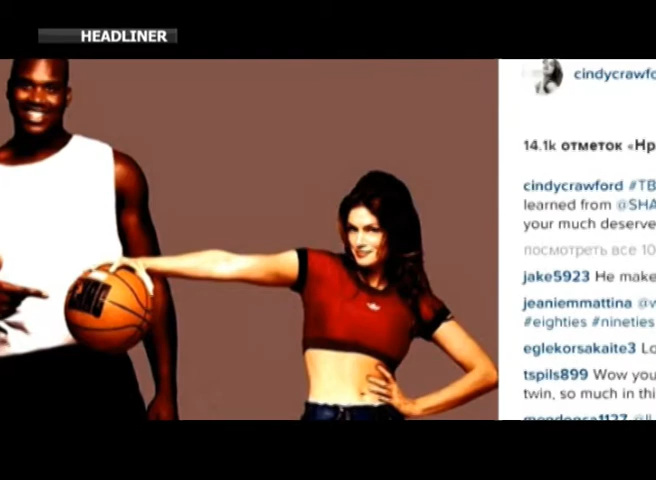 HEADLINER
cindycrawfo
14.1k отметок «Нр
cindycrawford #TB
learned from @SHA
your much deserve
посмотреть все 10
jake5923 He make
jeaniemmattina @w
#eighties #nineties
eglekorsakaite3 Lo
tspils899 Wow you
twin, so much in thi